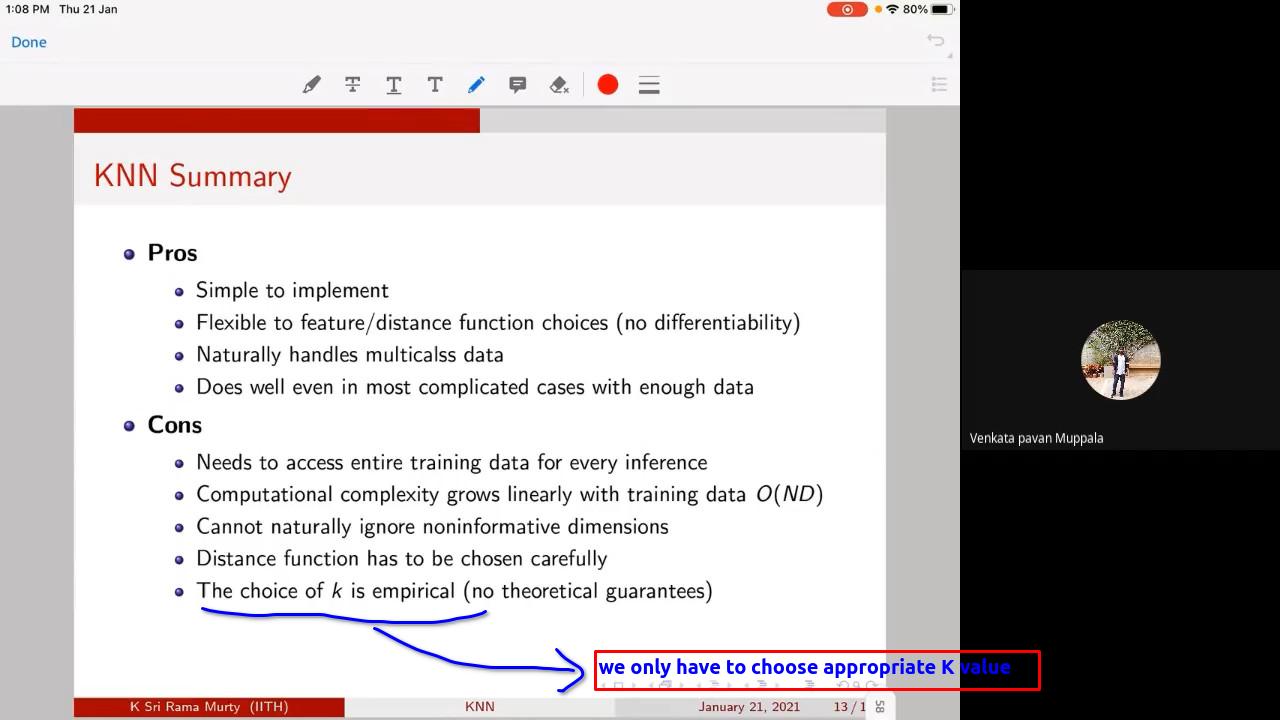 1:08 PM Thu 21 Jan
80%
Done
KNN Summary
Pros
Simple to implement
Flexible to feature/distance function choices (no differentiability)
Naturally handles multicalss data
Does well even in most complicated cases with enough data
Cons
Needs to access entire training data for every inference
Computational complexity grows linearly with training data O(ND)
Cannot naturally ignore noninformative dimensions
Distance function has to be chosen carefully
The choice of k is empirical (no theoretical guarantees)
we only have to choose appropriate K value
K Sri Rama Murty (IITH) KNN January 21, 2021 13 / 1
58
Venkata pavan Muppala